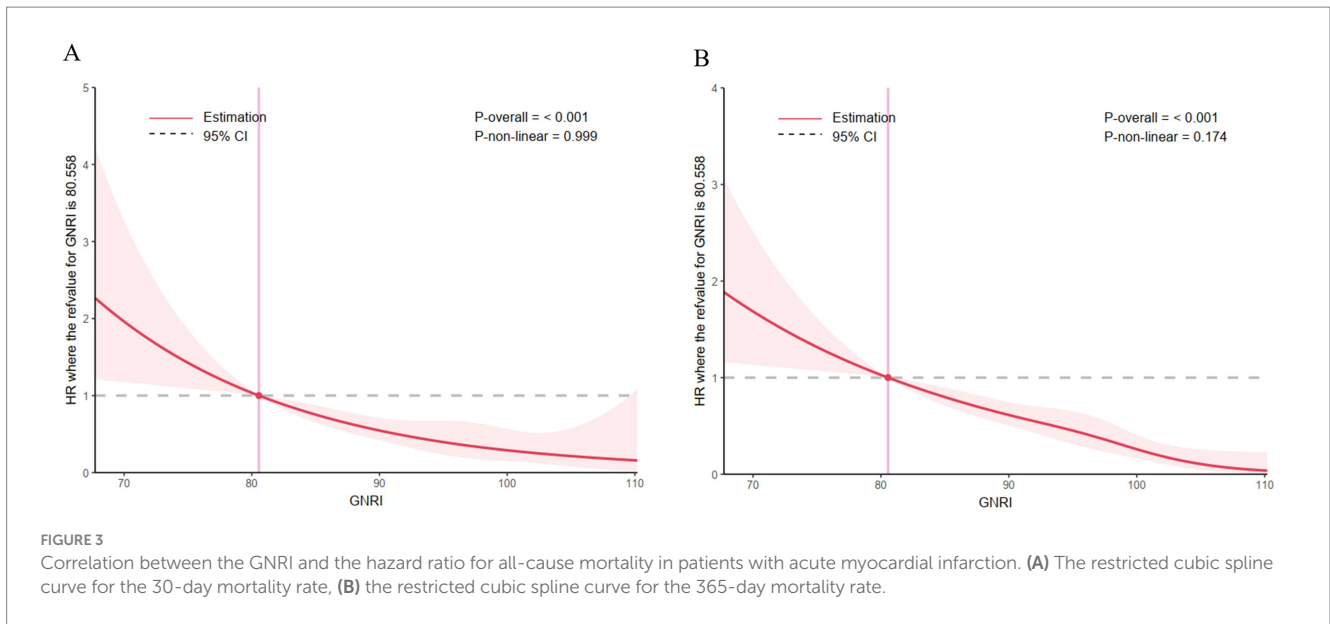 A
5
4
3
2
1
0
HR where the refvalue for GNRI is 80.558
Estimation
95% CI
P-overall = < 0.001
P-non-linear = 0.999
70
80
90
100
110
GNRI
B
4
3
2
1
0
HR where the refvalue for GNRI is 80.558
Estimation
95% CI
P-overall = < 0.001
P-non-linear = 0.174
70
80
90
100
110
GNRI
FIGURE 3
Correlation between the GNRI and the hazard ratio for all-cause mortality in patients with acute myocardial infarction. (A) The restricted cubic spline
curve for the 30-day mortality rate, (B) the restricted cubic spline curve for the 365-day mortality rate.